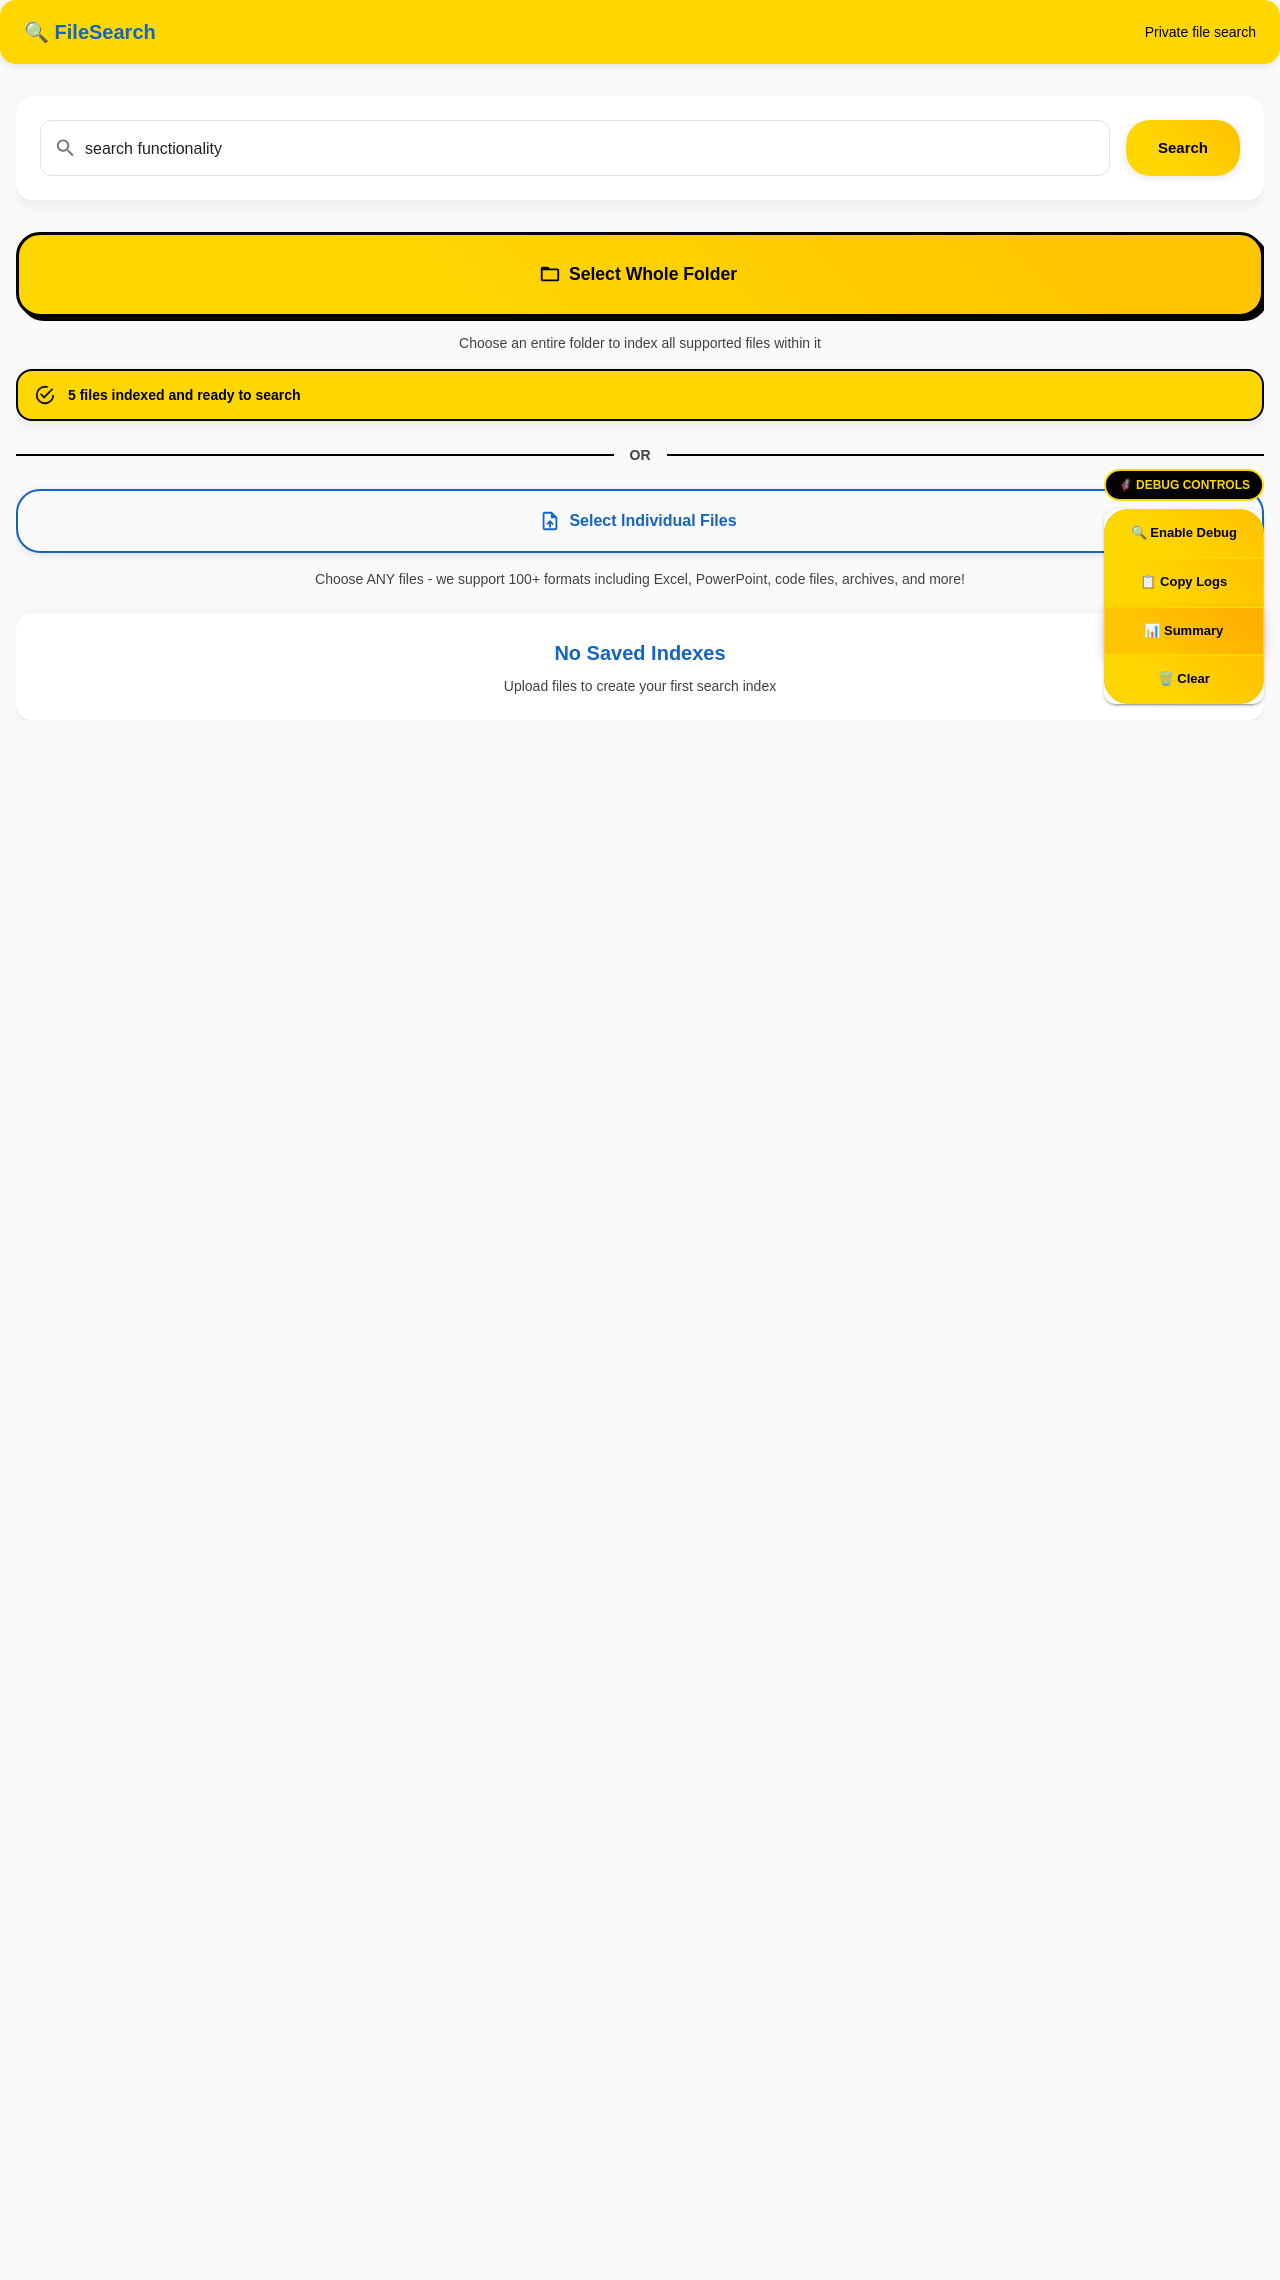 🔍 FileSearch
Private file search
search functionality
Search
Select Whole Folder
Choose an entire folder to index all supported files within it
5 files indexed and ready to search
OR
DEBUG CONTROLS
Select Individual Files
🔍 Enable Debug
Choose ANY files - we support 100+ formats including Excel, PowerPoint, code files, archives, and more!
📋 Copy Logs
No Saved Indexes
📊 Summary
Upload files to create your first search index
🗑️ Clear